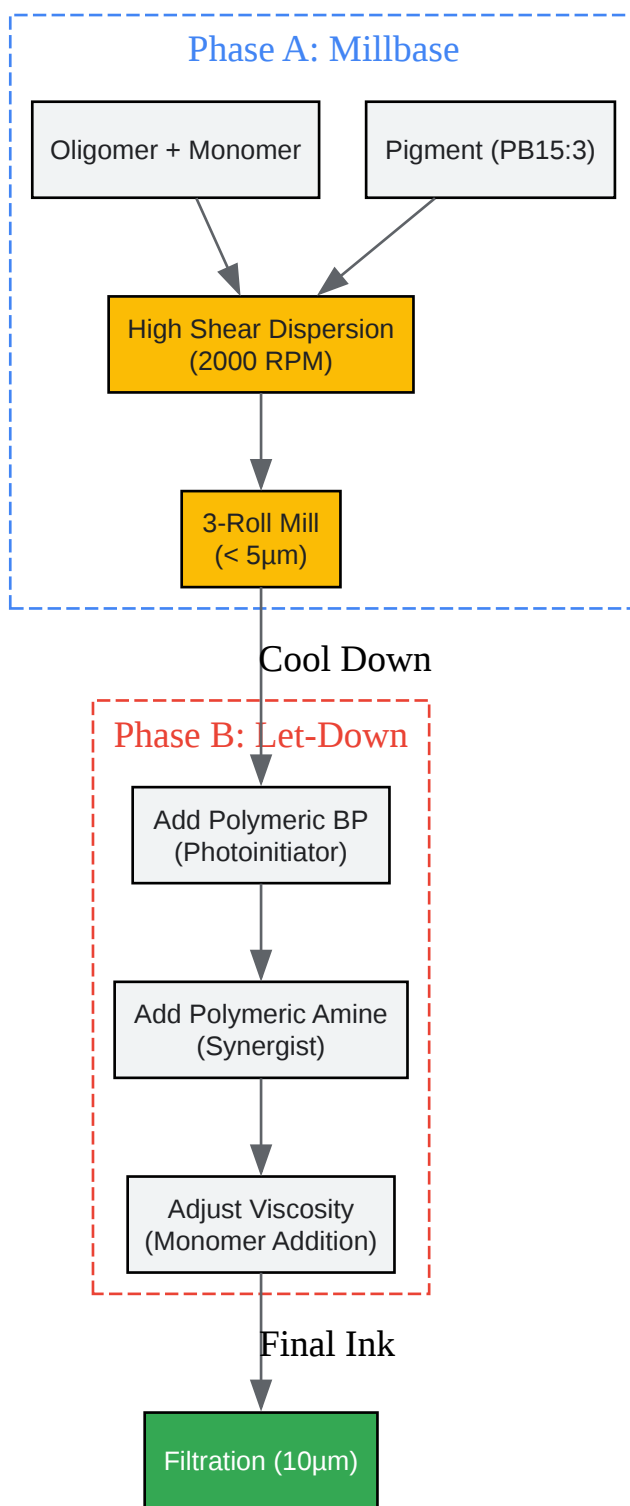 Phase A: Millbase
Oligomer + Monomer
Pigment (PB15:3)
High Shear Dispersion
(2000 RPM)
3-Roll Mill
(< 5µm)
Cool Down
Phase B: Let-Down
Add Polymeric BP
(Photoinitiator)
Add Polymeric Amine
(Synergist)
Adjust Viscosity
(Monomer Addition)
Final Ink
Filtration (10µm)